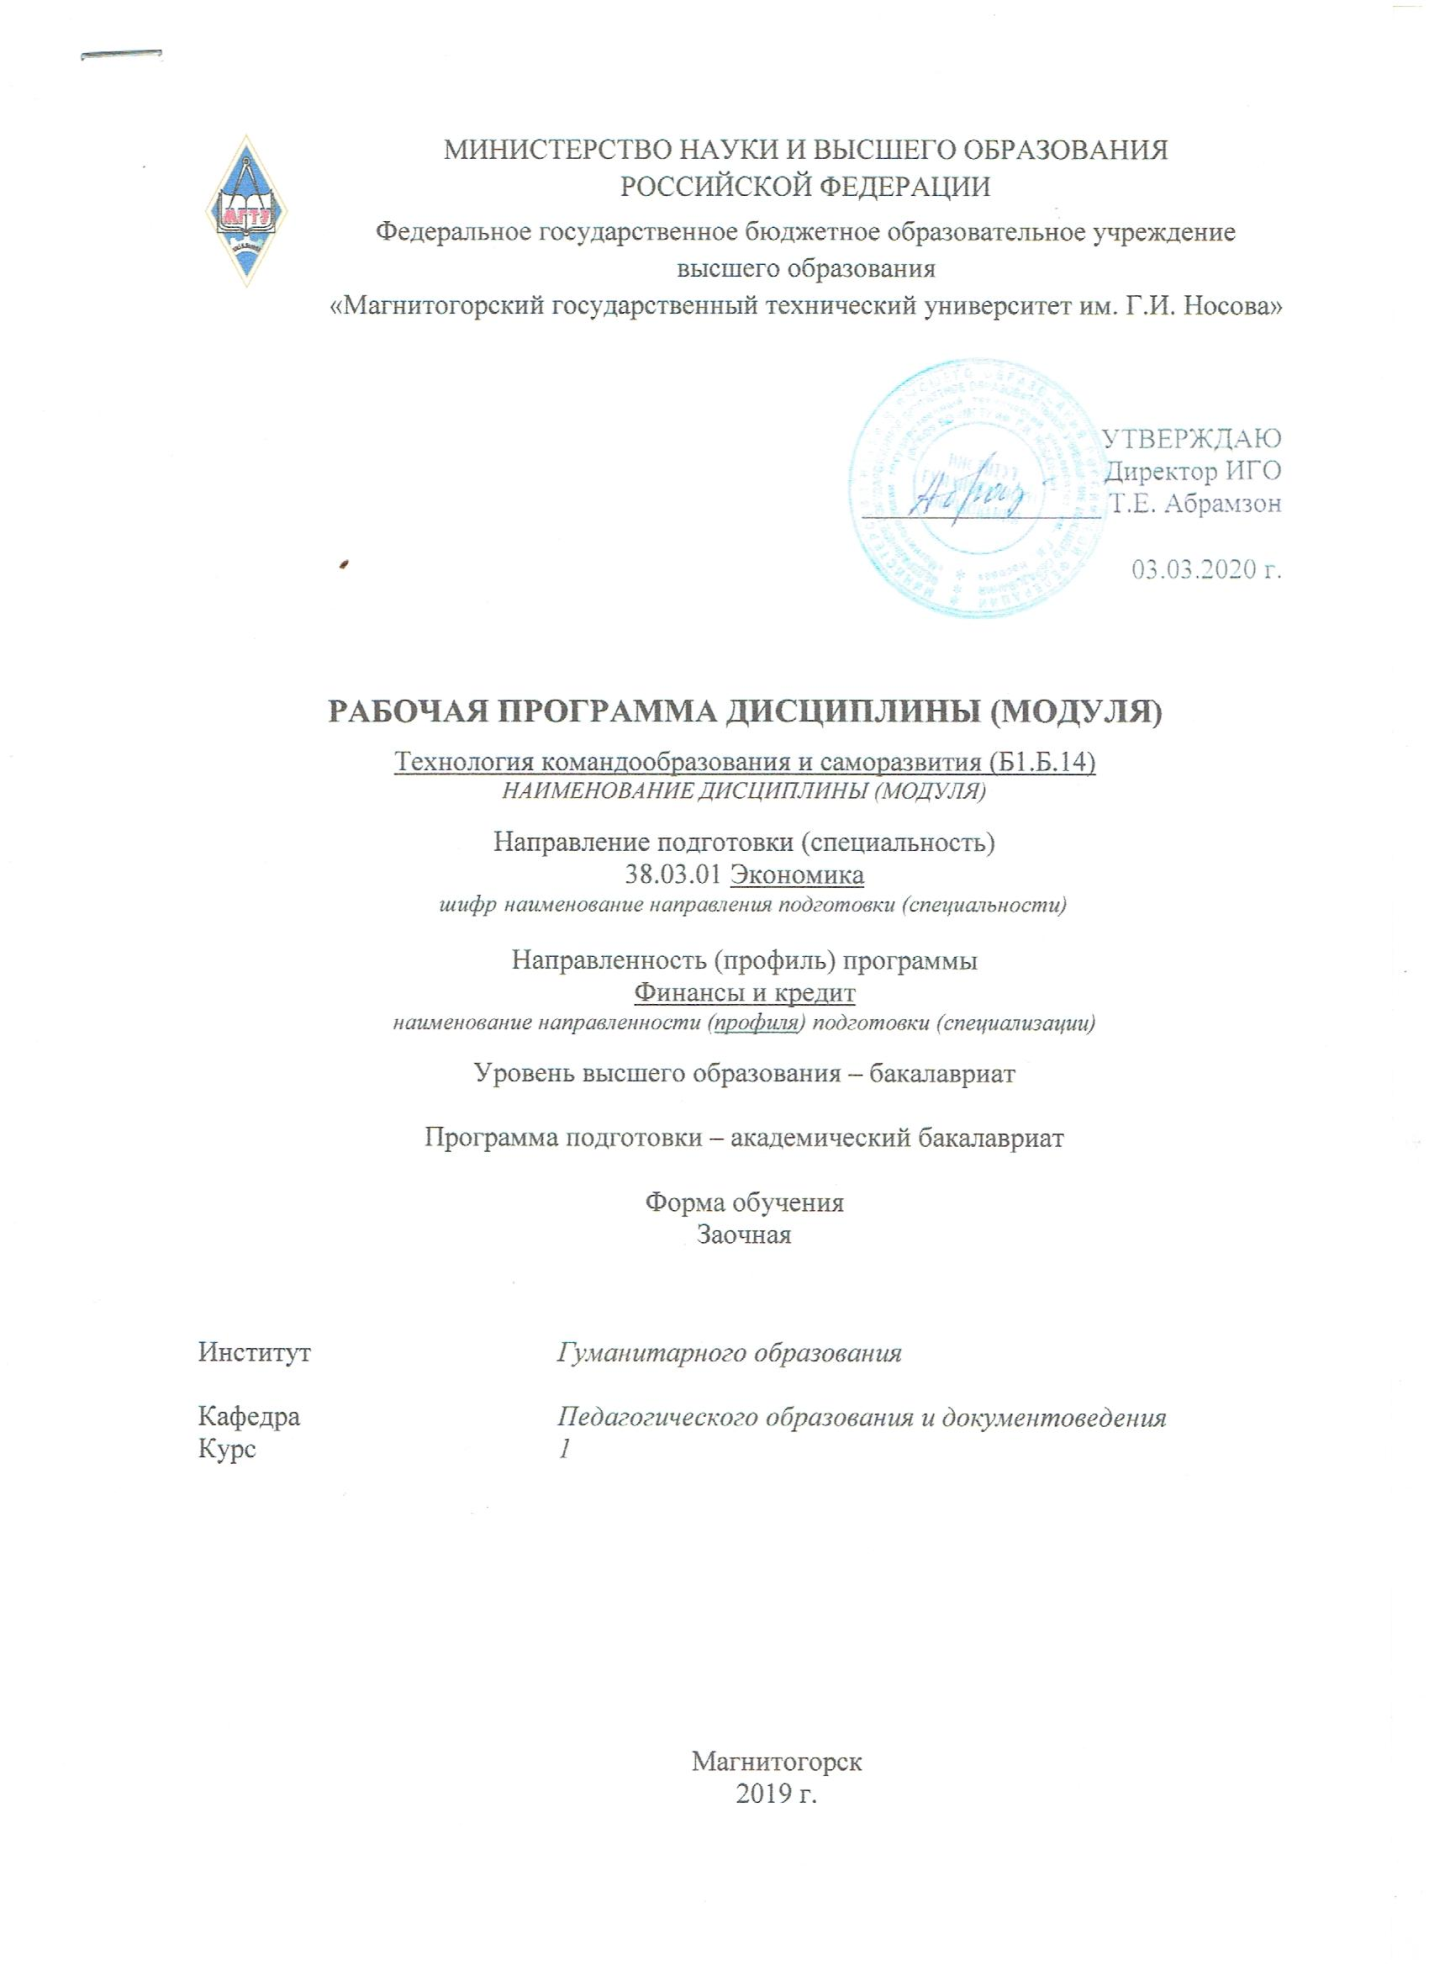 МИНИСТЕРСТВО НАУКИ И ВЫСШЕГО ОБРАЗОВАНИЯ
РОССИЙСКОЙ ФЕДЕРАЦИИ
Федеральное государственное бюджетное образовательное учреждение
высшего образования
«Магнитогорский государственный технический университет им. Г.И. Носова»
МГТУ
УТВЕРЖДАЮ
Директор ИГО
Т.Е. Абрамзон
03.03.2020 г.
РАБОЧАЯ ПРОГРАММА ДИСЦИПЛИНЫ (МОДУЛЯ)
Технология командообразования и саморазвития (Б1.Б.14)
НАИМЕНОВАНИЕ ДИСЦИПЛИНЫ (МОДУЛЯ)
Направление подготовки (специальность)
38.03.01 Экономика
шифр наименование направления подготовки (специальности)
Направленность (профиль) программы
Финансы и кредит
наименование направленности (профиля) подготовки (специализации)
Уровень высшего образования – бакалавриат
Программа подготовки – академический бакалавриат
Форма обучения
Заочная
Институт Гуманитарного образования
Кафедра Педагогического образования и документоведения
Курс 1
Магнитогорск
2019 г.